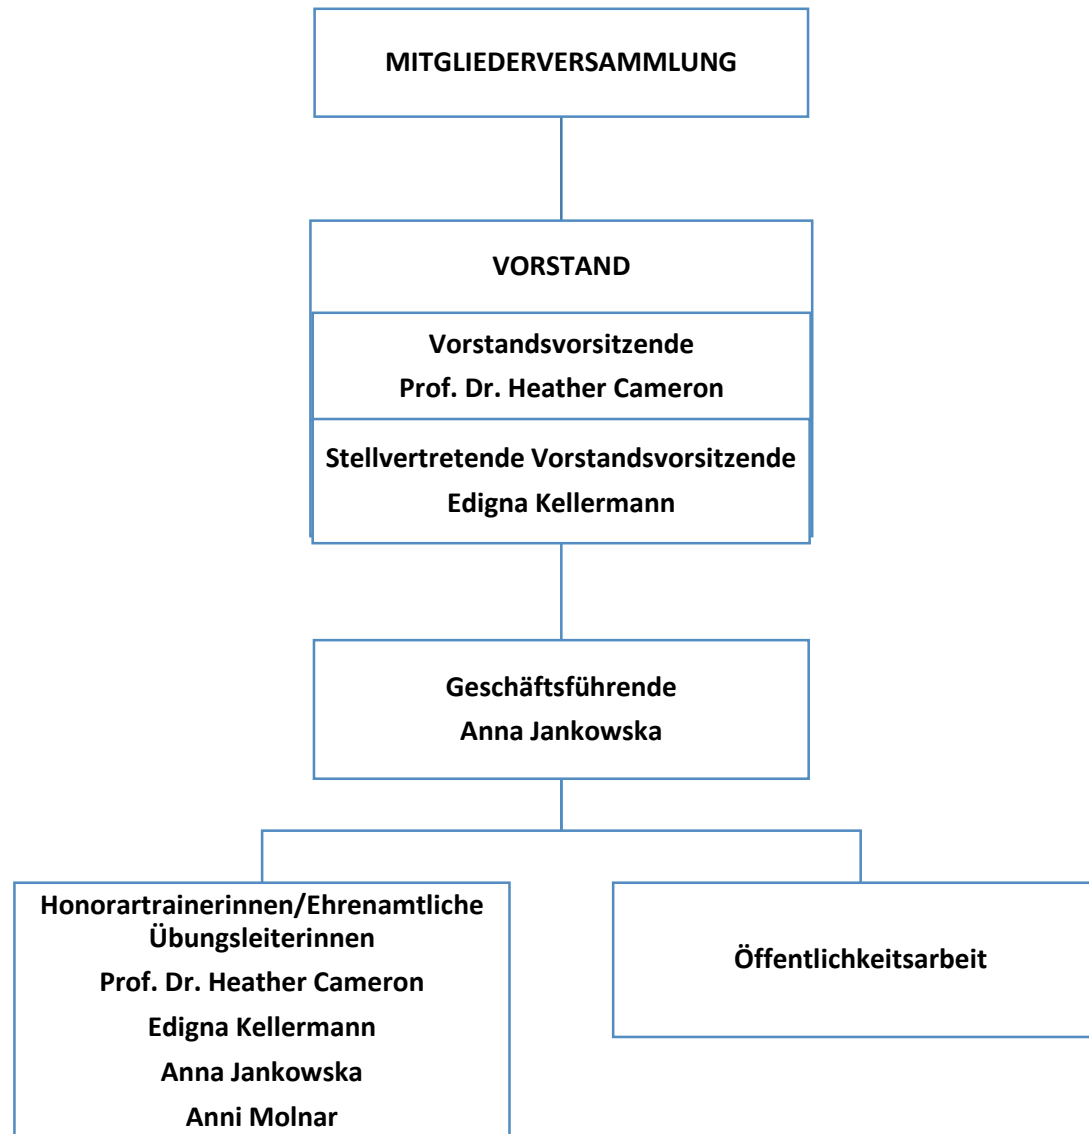 MITGLIEDERVERSAMMLUNG
VORSTAND
Vorstandsvorsitzende
Prof. Dr. Heather Cameron
Stellvertretende Vorstandsvorsitzende
Edigna Kellermann
Geschäftsführende
Anna Jankowska
Honorartrainerinnen/Ehrenamtliche
Übungsleiterinnen
Prof. Dr. Heather Cameron
Edigna Kellermann
Anna Jankowska
Anni Molnar
Öffentlichkeitsarbeit